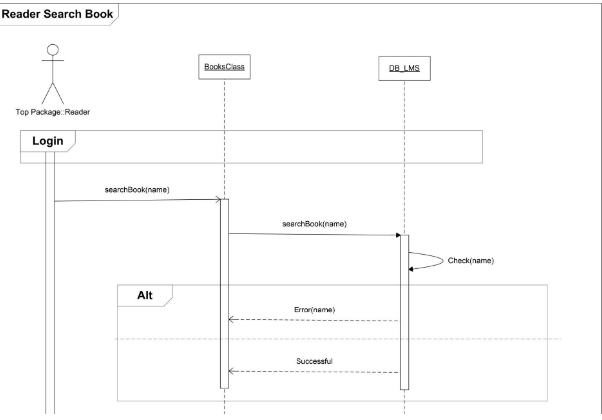 Reader Search Book
BooksClass
DB_LMS
Top Package::Reader
Login
searchBook(name)
searchBook(name)
Check(name)
Alt
Error(name)
Successful